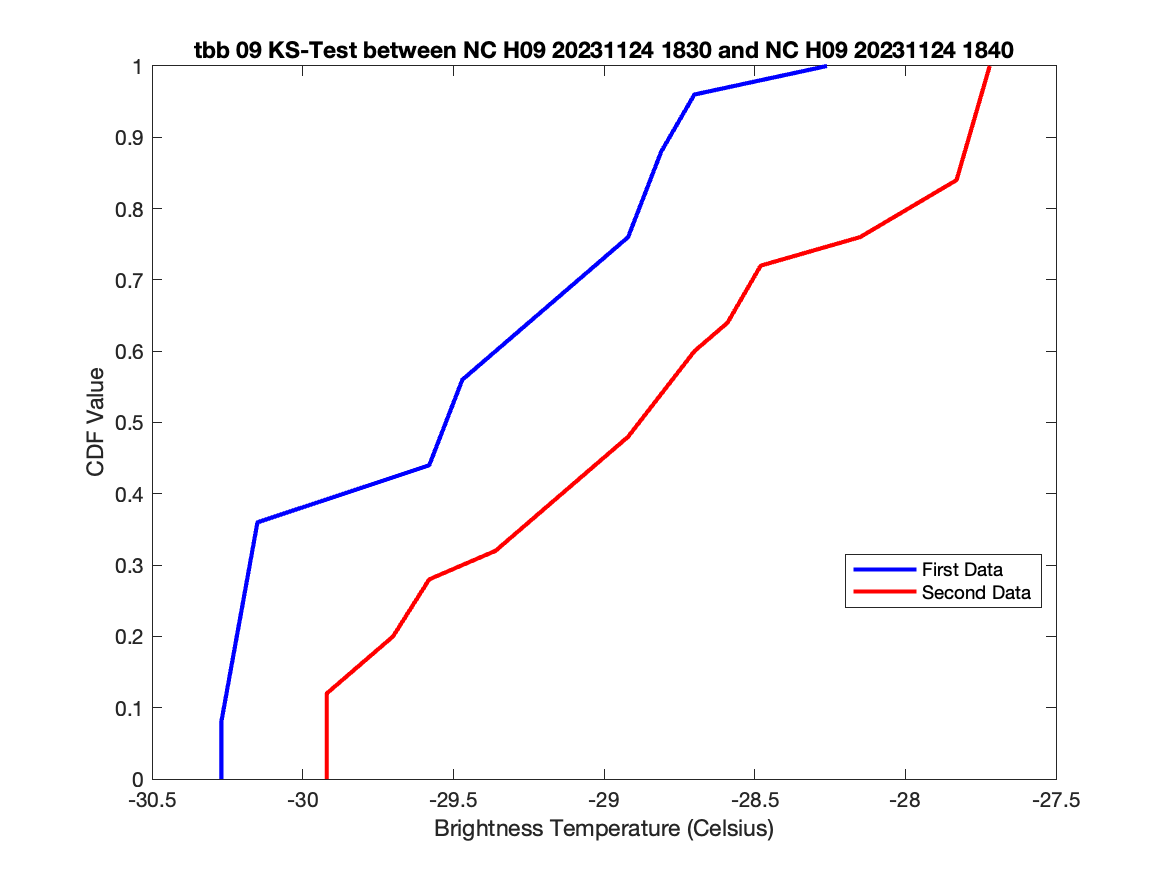 tbb 09 KS-Test between NC H09 20231124 1830 and NC H09 20231124 1840
1
0.9
0.8
0.7
0.6
0.5
0.4
0.3
0.2
0.1
0
CDF Value
First Data
Second Data
-30.5 -30 -29.5 -29 -28.5 -28 -27.5
Brightness Temperature (Celsius)